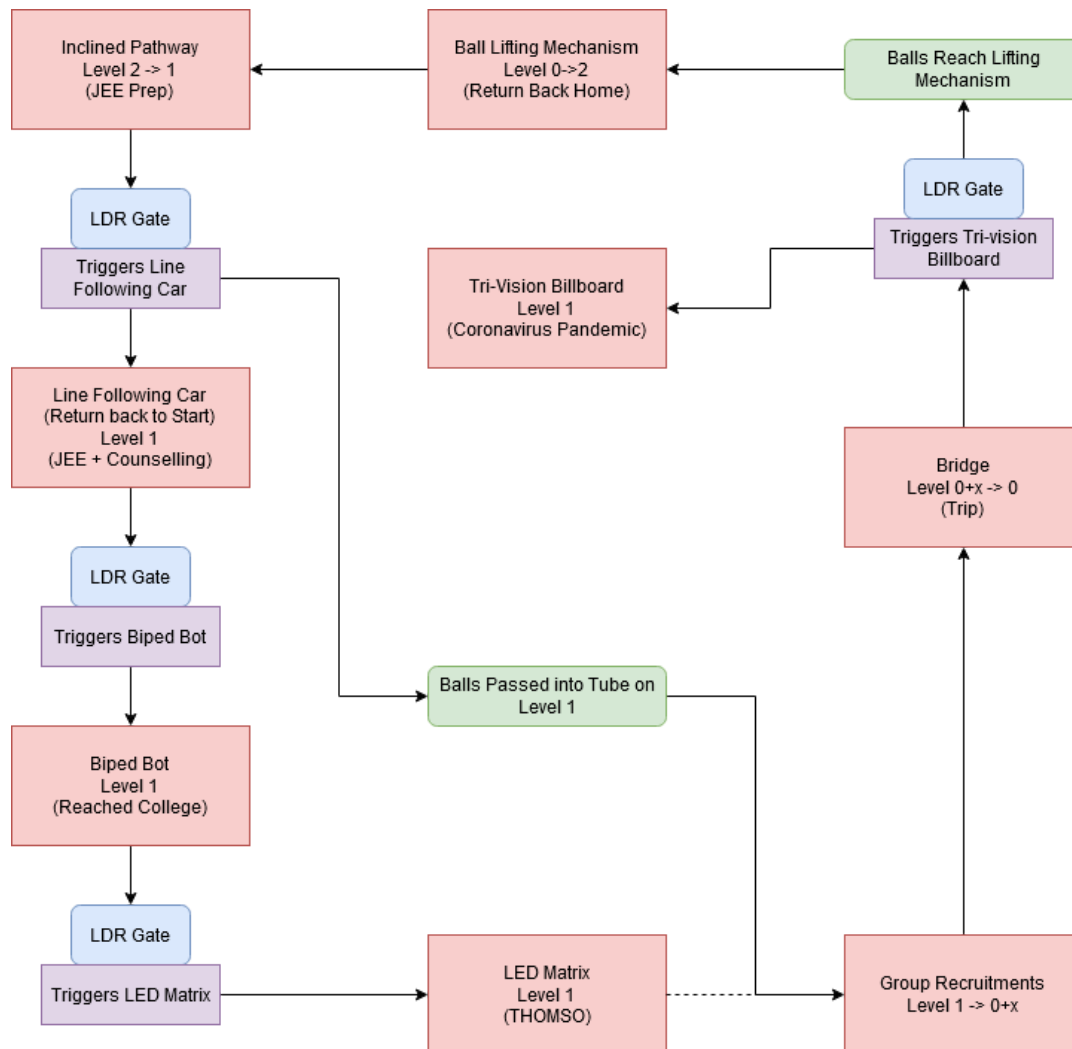 Inclined Pathway
Level 2 -> 1
(JEE Prep)
Ball Lifting Mechanism
Level 0->2
(Return Back Home)
Balls Reach Lifting
Mechanism
LDR Gate
Triggers Line
Following Car
LDR Gate
Triggers Tri-vision
Billboard
Tri-Vision Billboard
Level 1
(Coronavirus Pandemic)
Line Following Car
(Return back to Start)
Level 1
(JEE + Counselling)
Bridge
Level 0+x -> 0
(Trip)
LDR Gate
Triggers Biped Bot
Balls Passed into Tube on
Level 1
Biped Bot
Level 1
(Reached College)
LDR Gate
Triggers LED Matrix
LED Matrix
Level 1
(THOMSO)
Group Recruitments
Level 1 -> 0+x